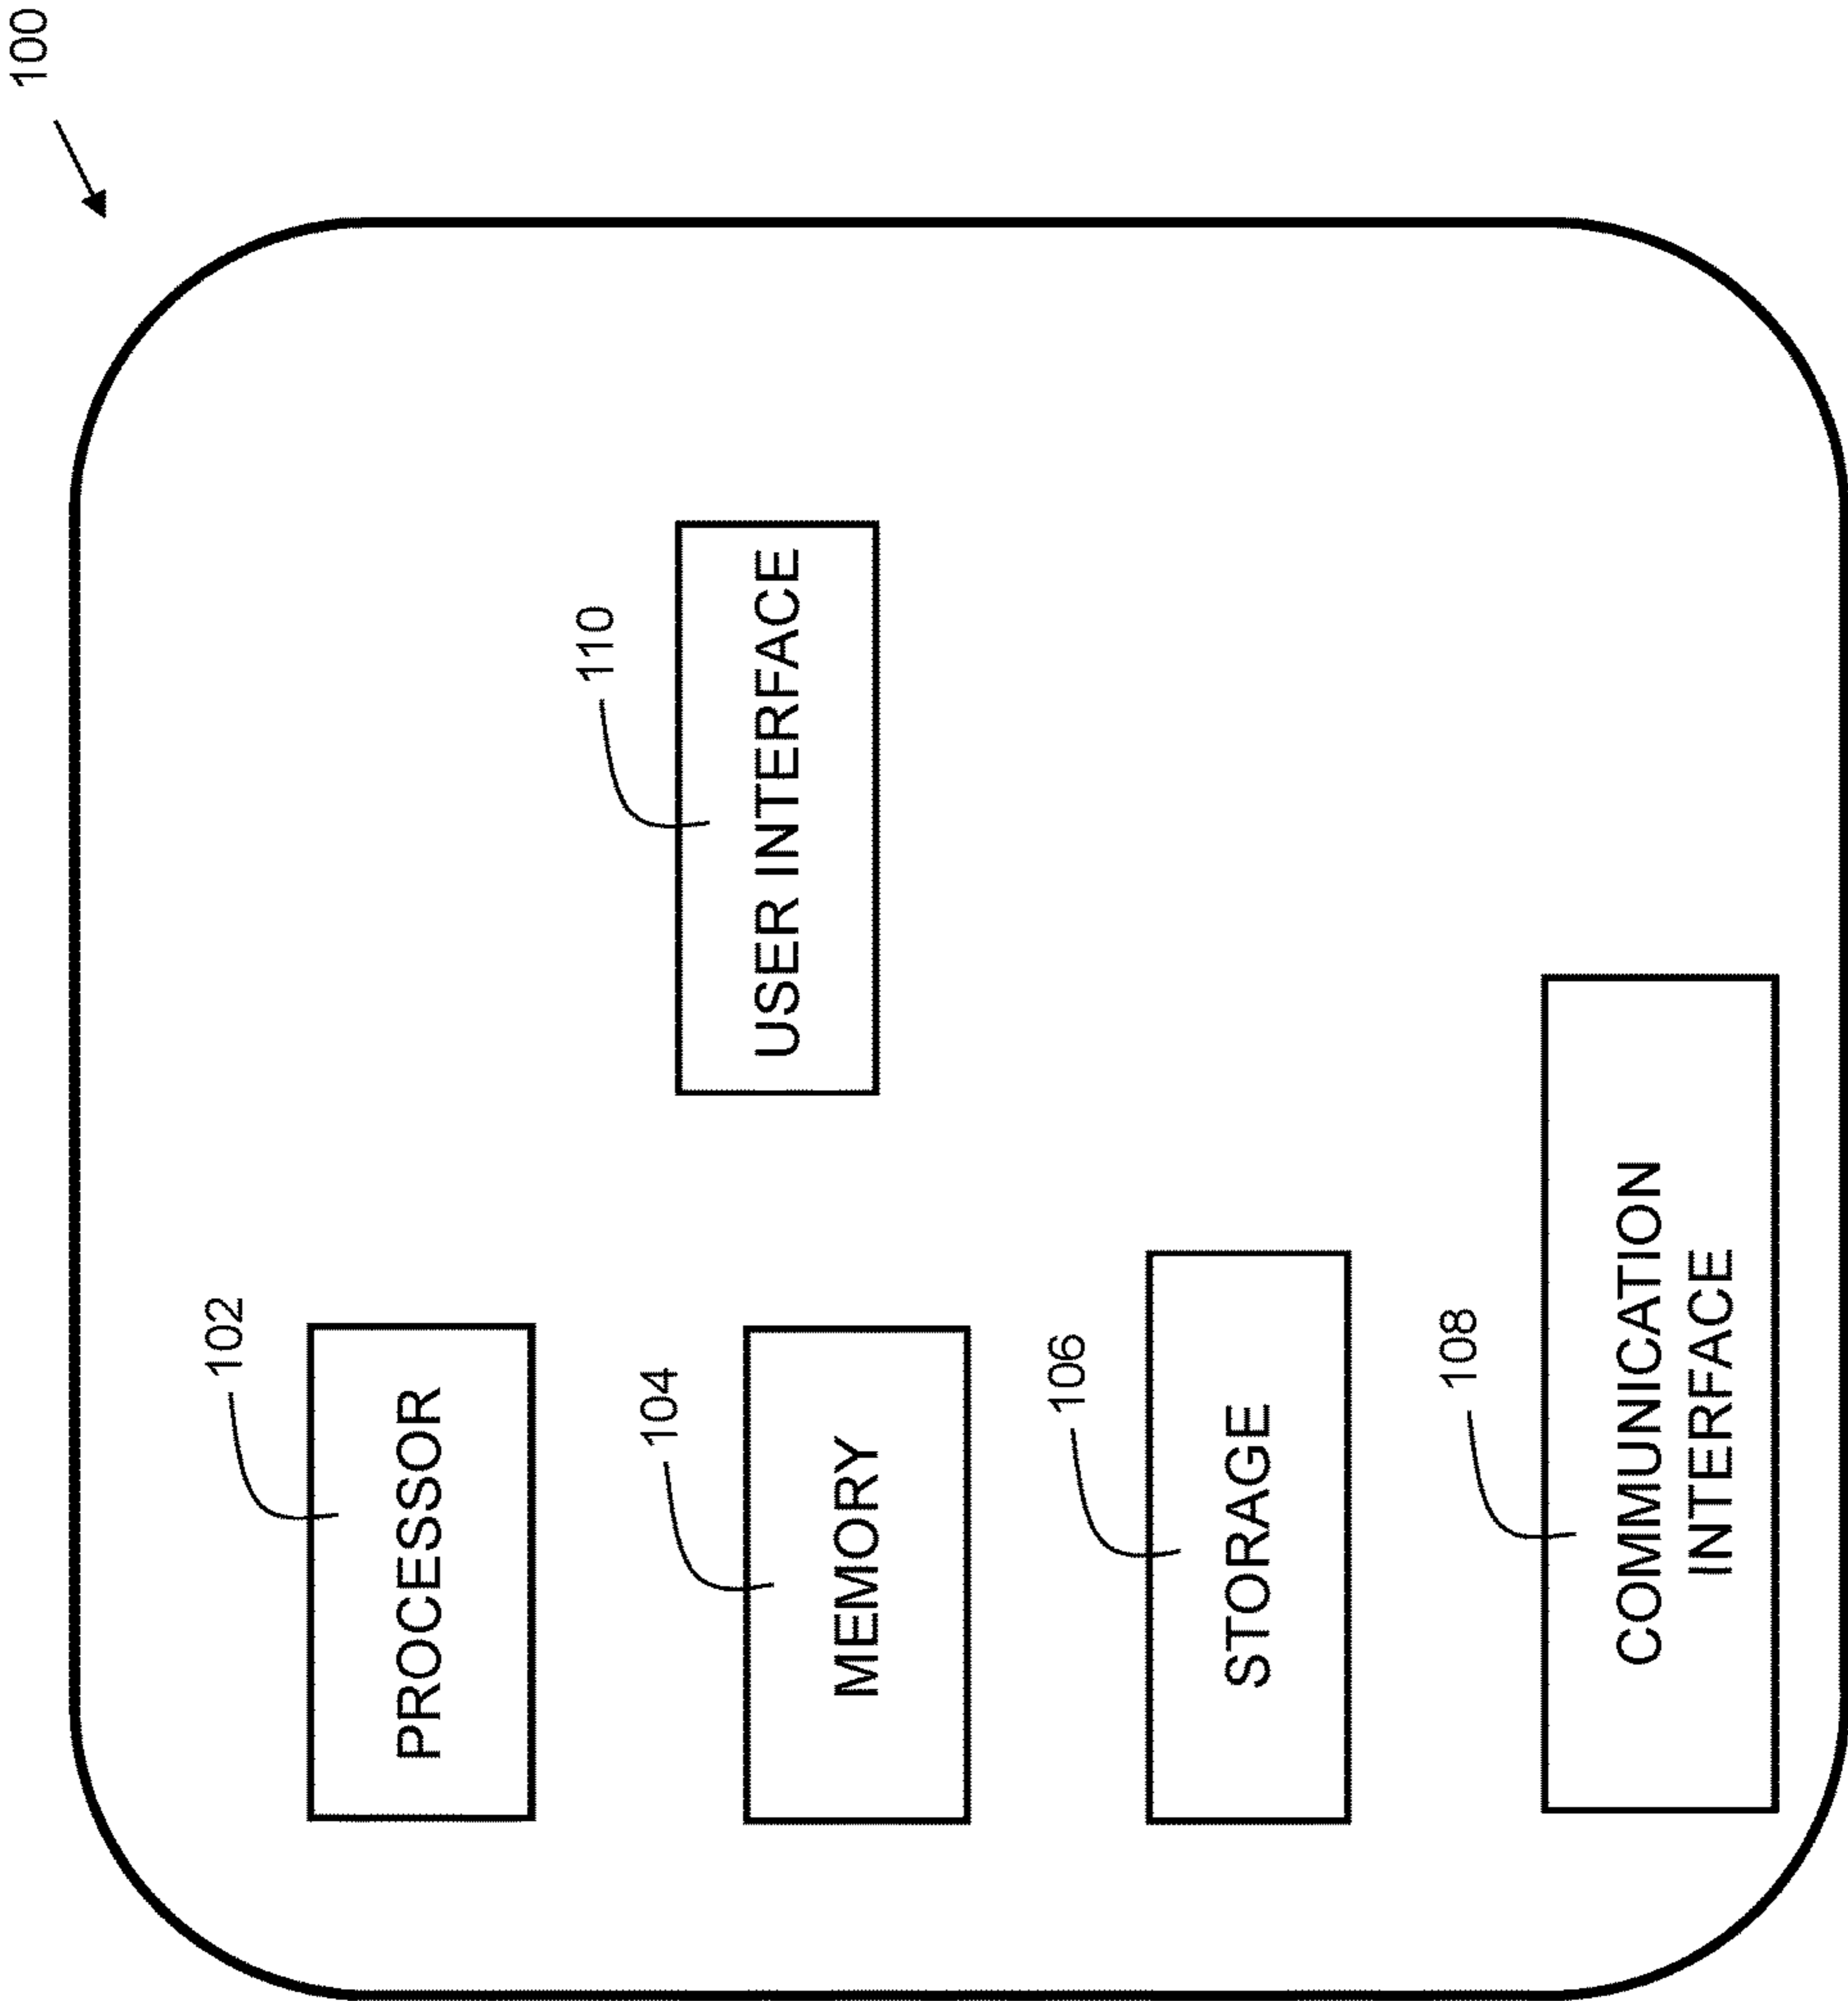 100
102
PROCESSOR
110
USER INTERFACE
104
MEMORY
106
STORAGE
108
COMMUNICATION
INTERFACE